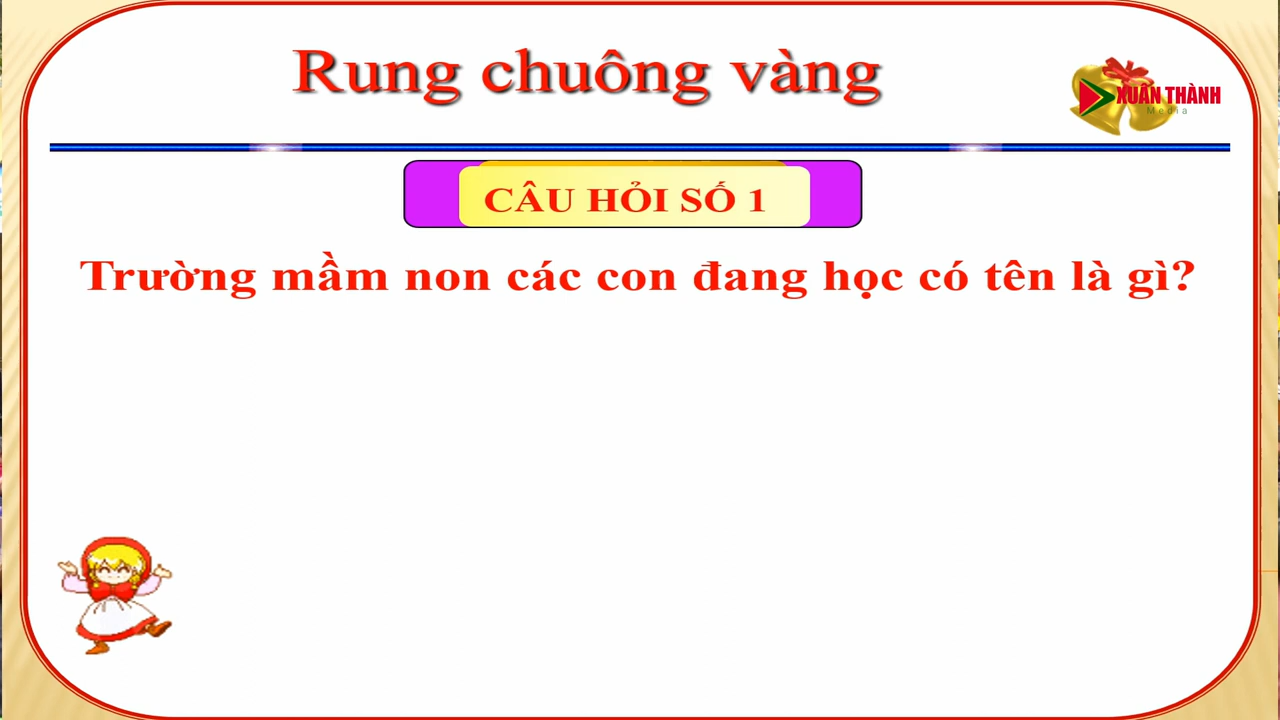 Rung chuông vàng
XUÂN THÀNH
Media
CÂU HỎI SỐ 1
Trường mầm non các con đang học có tên là gì?